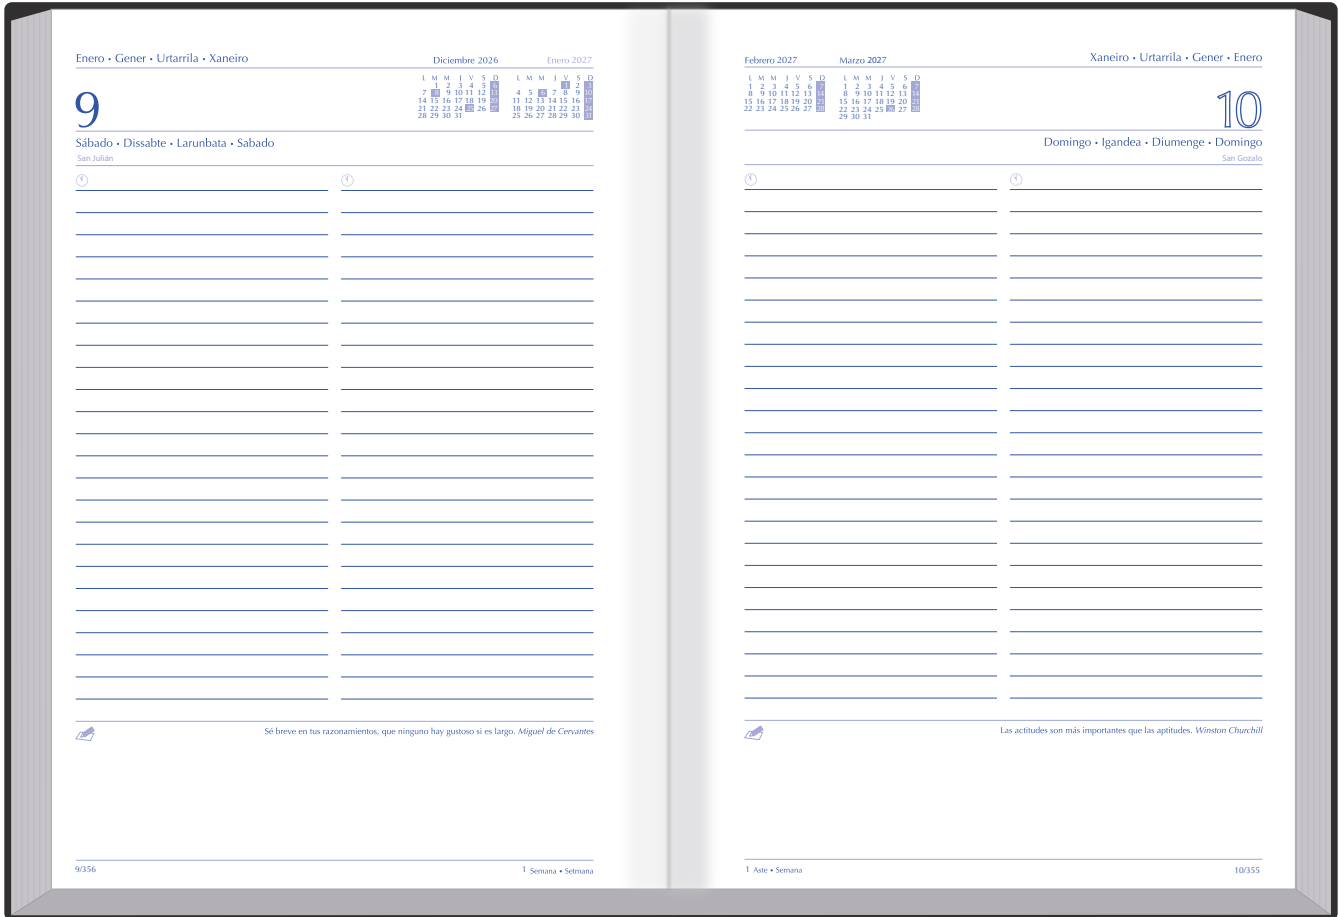 Enero • Gener • Urtarrila • Xaneiro
Diciembre 2026
Enero 2027
9
L M M J V S D
1 2 3 4 5 6
7 8 9 10 11 12 13
14 15 16 17 18 19 20
21 22 23 24 25 26 27
28 29 30 31
L M M J V S D
1 2 3
4 5 6 7 8 9 10
11 12 13 14 15 16 17
18 19 20 21 22 23 24
25 26 27 28 29 30 31
Sábado • Dissabte • Larunbata • Sabado
San Julián
Sé breve en tus razonamientos, que ninguno hay gustoso si es largo. Miguel de Cervantes
9/356
1 Semana • Setmana
Febrero 2027
Marzo 2027
Xaneiro • Urtarrila • Gener • Enero
L M M J V S D
1 2 3 4 5 6 7
8 9 10 11 12 13 14
15 16 17 18 19 20 21
22 23 24 25 26 27 28
L M M J V S D
1 2 3 4 5 6 7
8 9 10 11 12 13 14
15 16 17 18 19 20 21
22 23 24 25 26 27 28
29 30 31
10
Domingo • Igandea • Diumenge • Domingo
San Gozalo
Las actitudes son más importantes que las aptitudes. Winston Churchill
1 Aste • Semana
10/355